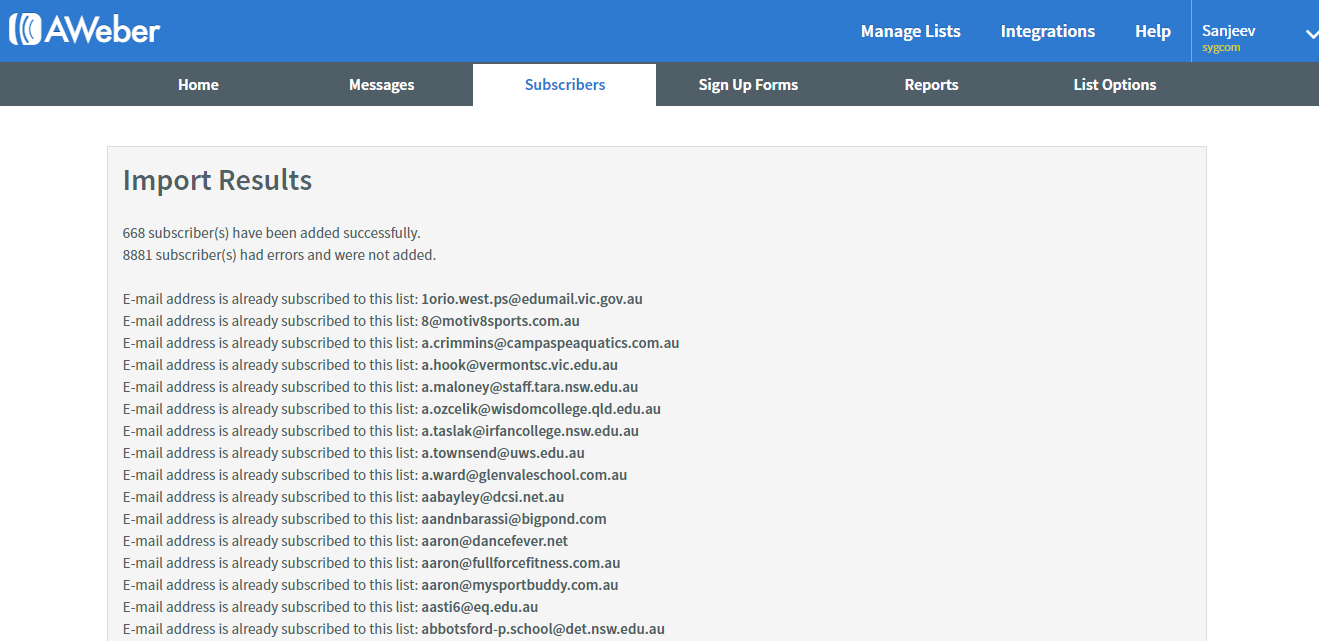 AWeber
Manage Lists
Integrations
Help
Sanjeev
sygcom
Home
Messages
Subscribers
Sign Up Forms
Reports
List Options
Import Results
668 subscriber(s) have been added successfully.
8881 subscriber(s) had errors and were not added.
E-mail address is already subscribed to this list: 1orio.west.ps@edumail.vic.gov.au
E-mail address is already subscribed to this list: 8@motiv8sports.com.au
E-mail address is already subscribed to this list: a.crimmins@campaspeaquatics.com.au
E-mail address is already subscribed to this list: a.hook@vermontsc.vic.edu.au
E-mail address is already subscribed to this list: a.maloney@staff.tara.nsw.edu.au
E-mail address is already subscribed to this list: a.ozcelik@wisdomcollege.qld.edu.au
E-mail address is already subscribed to this list: a.taslak@irfancollege.nsw.edu.au
E-mail address is already subscribed to this list: a.townsend@uws.edu.au
E-mail address is already subscribed to this list: a.ward@glenvaleschool.com.au
E-mail address is already subscribed to this list: aabayley@dcsi.net.au
E-mail address is already subscribed to this list: aandnbarassi@bigpond.com
E-mail address is already subscribed to this list: aaron@dancefever.net
E-mail address is already subscribed to this list: aaron@fullforcefitness.com.au
E-mail address is already subscribed to this list: aaron@mysportbuddy.com.au
E-mail address is already subscribed to this list: aasti6@eq.edu.au
E-mail address is already subscribed to this list: abbotsford-p.school@det.nsw.edu.au